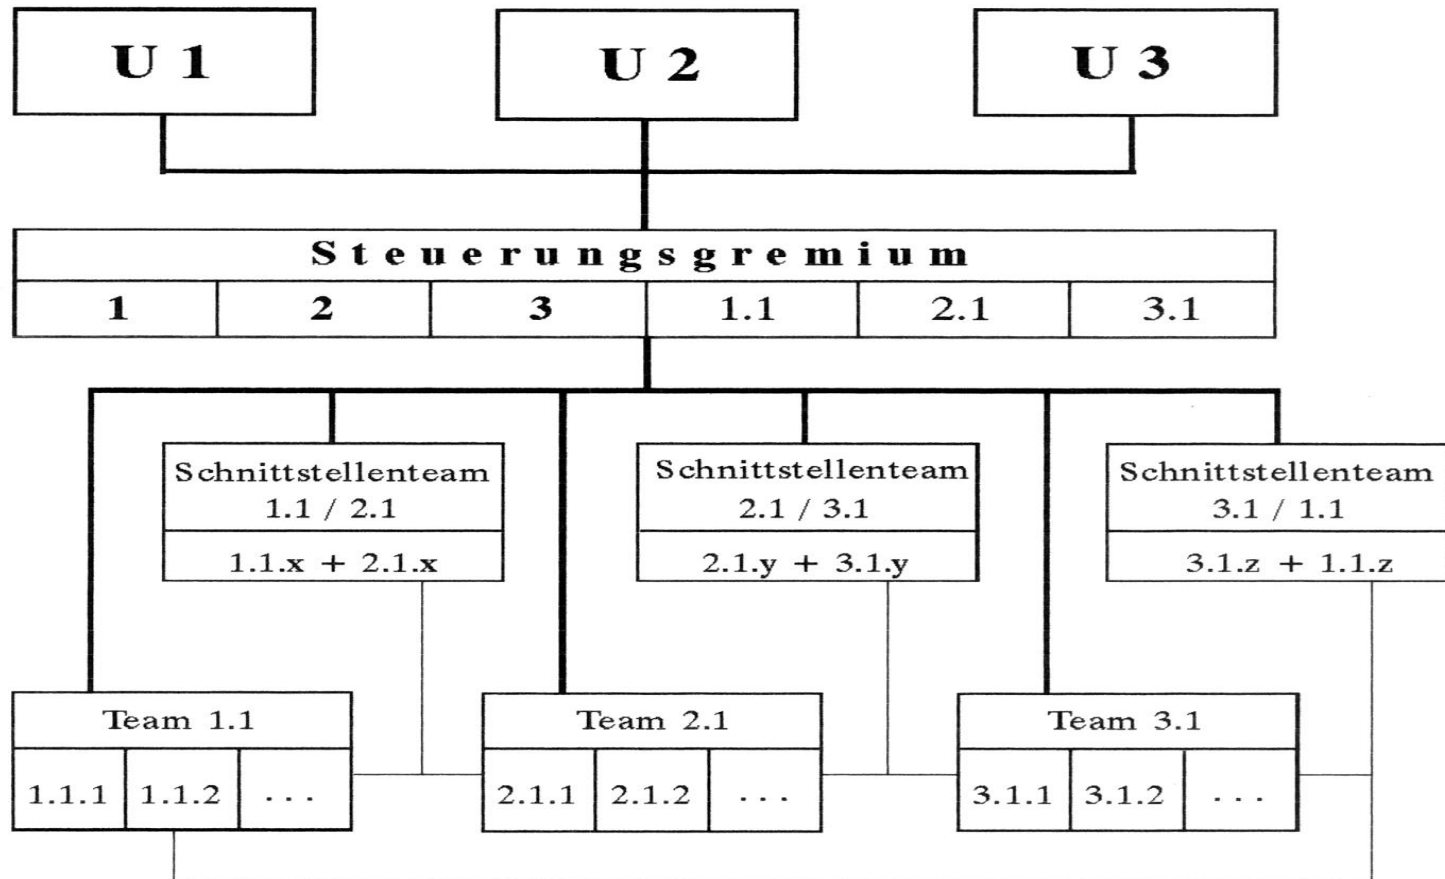 U 1
U 2
U 3
Steuerungsgremium
1
2
3
1.1
2.1
3.1
Schnittstellenteam
1.1 / 2.1
1.1.x + 2.1.x
Schnittstellenteam
2.1 / 3.1
2.1.y + 3.1.y
Schnittstellenteam
3.1 / 1.1
3.1.z + 1.1.z
Team 1.1
1.1.1
1.1.2
...
Team 2.1
2.1.1
2.1.2
...
Team 3.1
3.1.1
3.1.2
...